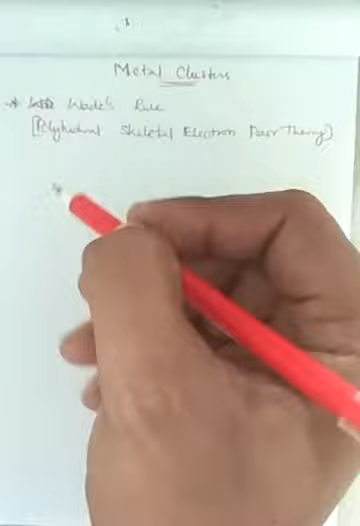 Metal Clusters
* Wade's Rule
[Polyhedral Skeletal Electron Pair Theory]